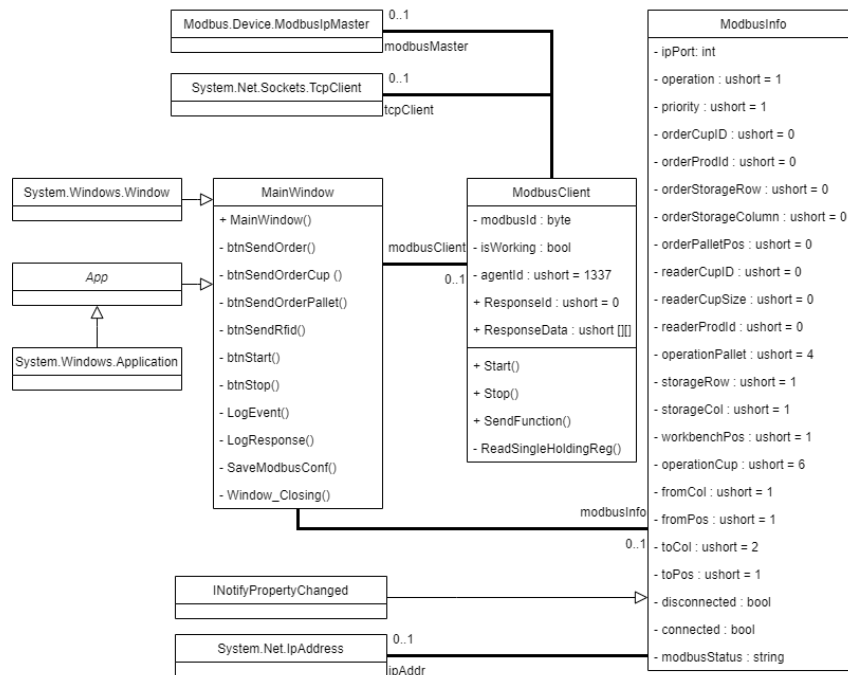 Modbus.Device.ModbusIpMaster
0..1
modbusMaster
System.Net.Sockets.TcpClient
0..1
tcpClient
System.Windows.Window
App
System.Windows.Application
MainWindow
+ MainWindow()
- btnSendOrder()
- btnSendOrderCup ()
- btnSendOrderPallet()
- btnSendRfid()
- btnStart()
- btnStop()
- LogEvent()
- LogResponse()
- SaveModbusConf()
- Window_Closing()
modbusClient
0..1
ModbusClient
- modbusId : byte
- isWorking : bool
- agentId : ushort = 1337
+ ResponseId : ushort = 0
+ ResponseData : ushort [][]
+ Start()
+ Stop()
+ SendFunction()
- ReadSingleHoldingReg()
modbusInfo
0..1
INotifyPropertyChanged
System.Net.IpAddress
0..1
ipAddr
ModbusInfo
- ipPort: int
- operation : ushort = 1
- priority : ushort = 1
- orderCupID : ushort = 0
- orderProdId : ushort = 0
- orderStorageRow : ushort = 0
- orderStorageColumn : ushort = 0
- orderPalletPos : ushort = 0
- readerCupID : ushort = 0
- readerCupSize : ushort = 0
- readerProdId : ushort = 0
- operationPallet : ushort = 4
- storageRow : ushort = 1
- storageCol : ushort = 1
- workbenchPos : ushort = 1
- operationCup : ushort = 6
- fromCol : ushort = 1
- fromPos : ushort = 1
- toCol : ushort = 2
- toPos : ushort = 1
- disconnected : bool
- connected : bool
- modbusStatus : string